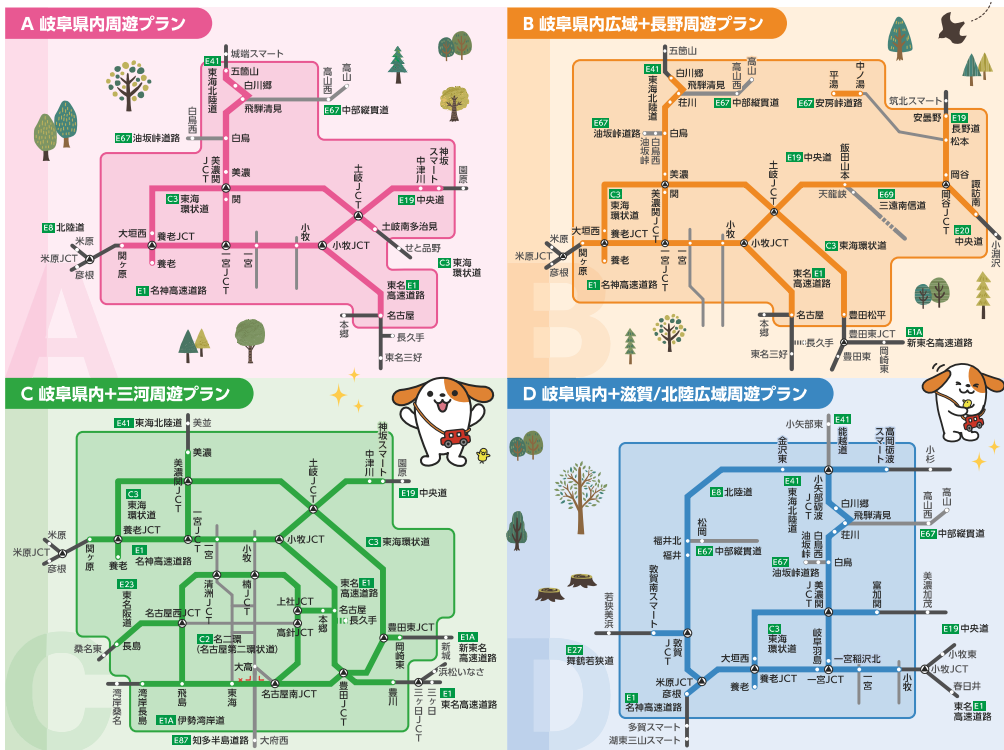 A 岐阜県内周遊プラン
E41
城端スマート
東海北陸道
五箇山
白川郷
飛騨清見
高山西
高山
E67 中部縦貫道
白鳥西
E67 油坂峠道路
白鳥
美濃関JCT
美濃
関
C3 東海環状道
土岐JCT
中津川
神坂スマート
園原
E19 中央道
E8 北陸道
米原
米原JCT
彦根
関ヶ原
大垣西
養老JCT
養老
一宮JCT
一宮
小牧
小牧JCT
土岐南多治見
せと品野
C3 東海環状道
E1 名神高速道路
東名 E1 高速道路
名古屋
本郷
長久手
東名三好
B 岐阜県内広域+長野周遊プラン
五箇山
E41
東海北陸道
白川郷
飛騨清見
荘川
高山西
高山
E67 中部縦貫道
平湯
中ノ湯
E67 安房峠道路
筑北スマート
安曇野
E19 長野道
松本
E67
油坂峠道路
白鳥
白鳥西
油坂峠
美濃
関
美濃関JCT
C3 東海環状道
土岐JCT
E19 中央道
飯田山本
天龍峡
E69
三遠南信道
岡谷
岡谷JCT
諏訪南
E20
中央道
小淵沢
米原
米原JCT
彦根
関ヶ原
大垣西
養老JCT
養老
一宮JCT
一宮
小牧
小牧JCT
C3 東海環状道
E1 名神高速道路
東名 E1
高速道路
名古屋
本郷
長久手
東名三好
豊田松平
豊田東JCT
豊田東
岡崎東
E1A
新東名高速道路
C 岐阜県内+三河周遊プラン
E41 東海北陸道
美並
美濃
美濃関JCT
C3
東海環状道
土岐JCT
中津川
神坂スマート
園原
E19 中央道
米原
米原JCT
彦根
関ヶ原
養老JCT
養老
一宮JCT
一宮
小牧
小牧JCT
C3 東海環状道
E1
名神高速道路
E23
東名阪道
清洲JCT
楠JCT
名古屋西JCT
上社JCT
高針JCT
本郷
名古屋
長久手
東名 E1
高速道路
C2 名二環
(名古屋第二環状道)
桑名東
長島
大高
名古屋南JCT
豊田東JCT
岡崎東
新城
E1A
新東名高速道路
浜松いなさ
湾岸桑名
湾岸長島
飛島
東海
豊田JCT
豊川
三ヶ日JCT
三ヶ日
E1
東名高速道路
E1A 伊勢湾岸道
E87 知多半島道路
大府西
D 岐阜県内+滋賀/北陸広域周遊プラン
小矢部東
E41
能越道
高岡砺波スマート
小杉
金沢東
E41
東海北陸道
小矢部砺波JCT
E8 北陸道
白川郷
飛騨清見
荘川
高山西
高山
E67 中部縦貫道
松岡
福井北
福井
E67 中部縦貫道
白鳥西
油坂峠
白鳥
E67
油坂峠道路
敦賀南スマート
若狭美浜
敦賀JCT
E27
舞鶴若狭道
美濃関JCT
富加関
美濃加茂
C3
東海環状道
E19 中央道
大垣西
養老JCT
養老
岐阜羽島
一宮JCT
一宮稲沢北
一宮
小牧
小牧JCT
小牧東
春日井
東名 E1
高速道路
米原JCT
彦根
E1
名神高速道路
多賀スマート
湖東三山スマート